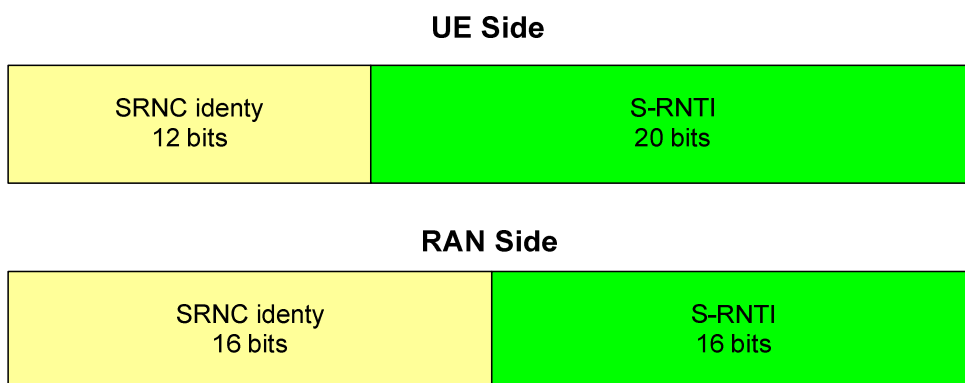 UE Side
SRNC identy
12 bits
S-RNTI
20 bits
RAN Side
SRNC identy
16 bits
S-RNTI
16 bits